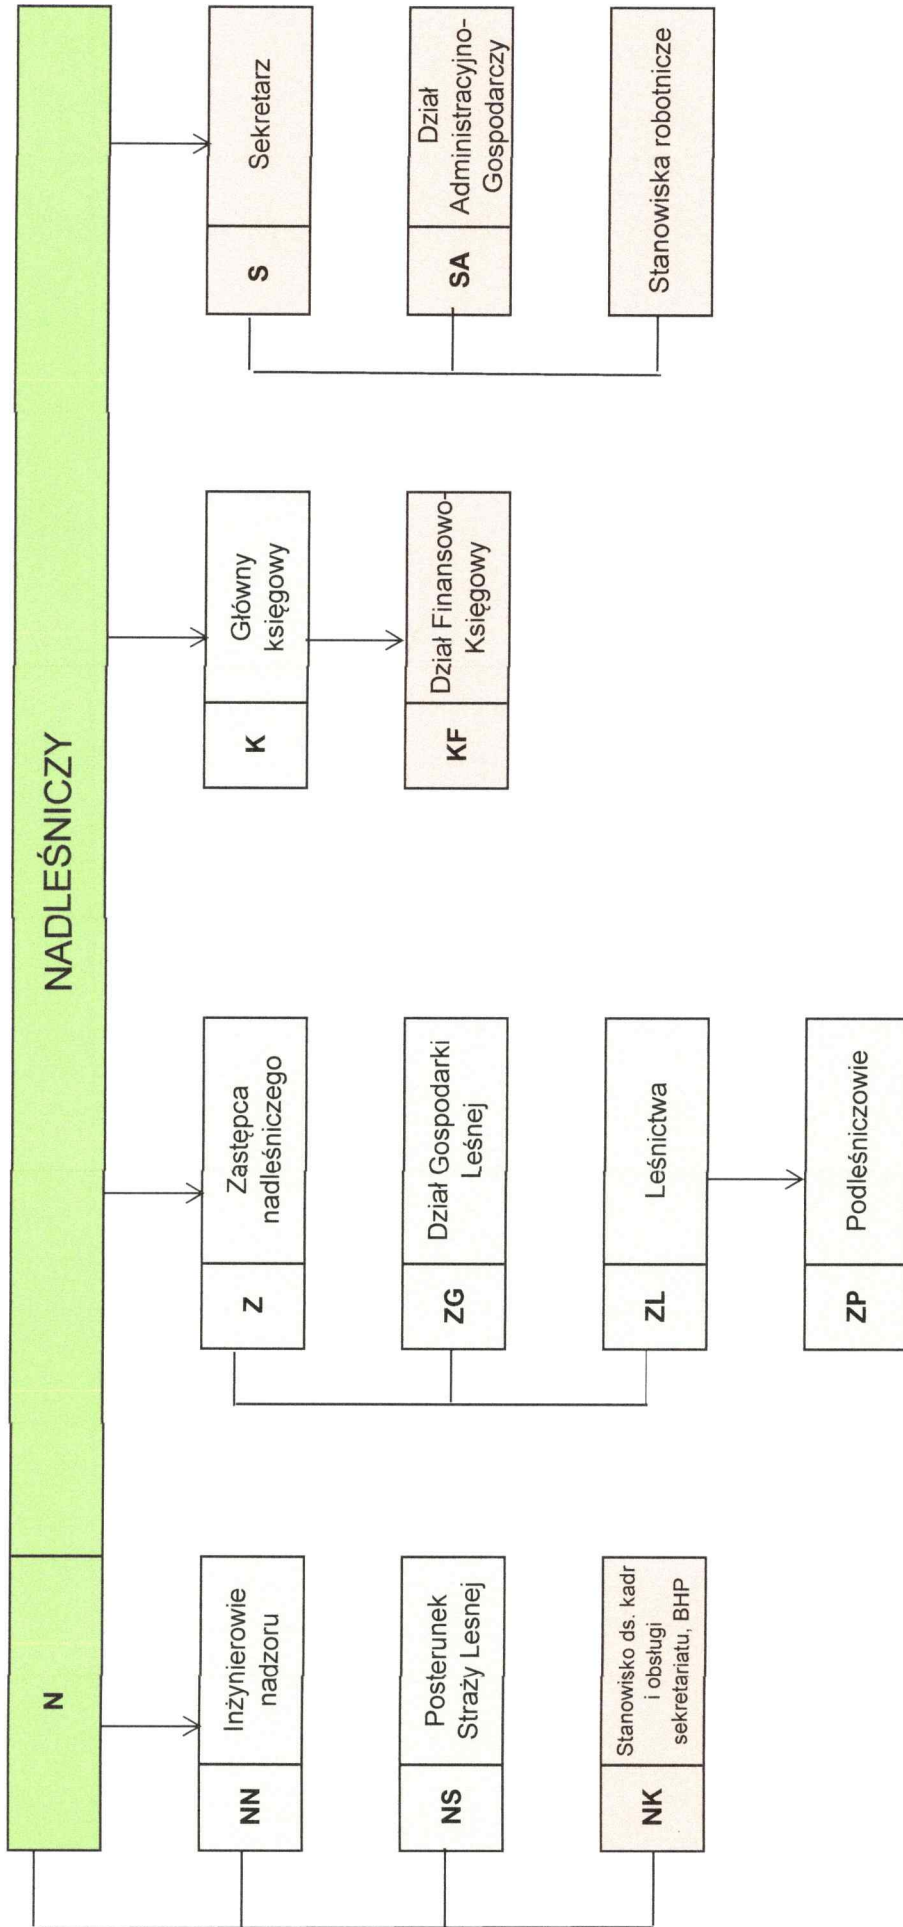 N
NADLEŚNICZY
NN
Inżynierowie
nadzoru
NS
Posterunek
Straży Lesnej
NK
Stanowisko ds. kadr
i obsługi
sekretariatu, BHP
Z
Zastępca
nadleśniczego
ZG
Dział Gospodarki
Leśnej
ZL
Leśnictwa
ZP
Podleśniczowie
K
Główny
księgowy
KF
Dział Finansowo-
Księgowy
S
Sekretarz
SA
Dział
Administracyjno-
Gospodarczy
Stanowiska robotnicze